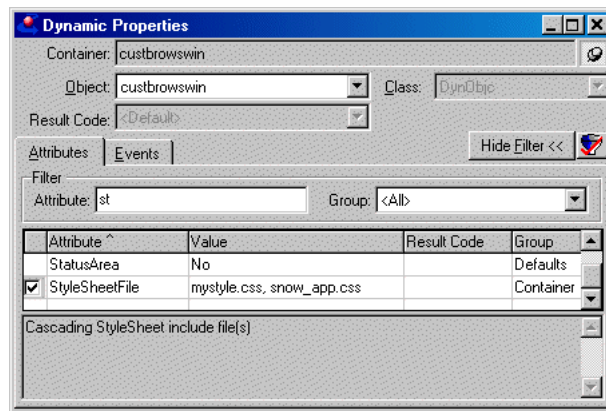 Dynamic Properties
Container: custbrowswin
Object: custbrowswin Class: DynObjc
Result Code: <Default>
Attributes Events Hide Filter <<
Filter
Attribute: st Group: <All>
Attribute ^ Value Result Code Group
StatusArea No Defaults
StyleSheetFile mystyle.css, snow_app.css Container
Cascading StyleSheet include file(s)